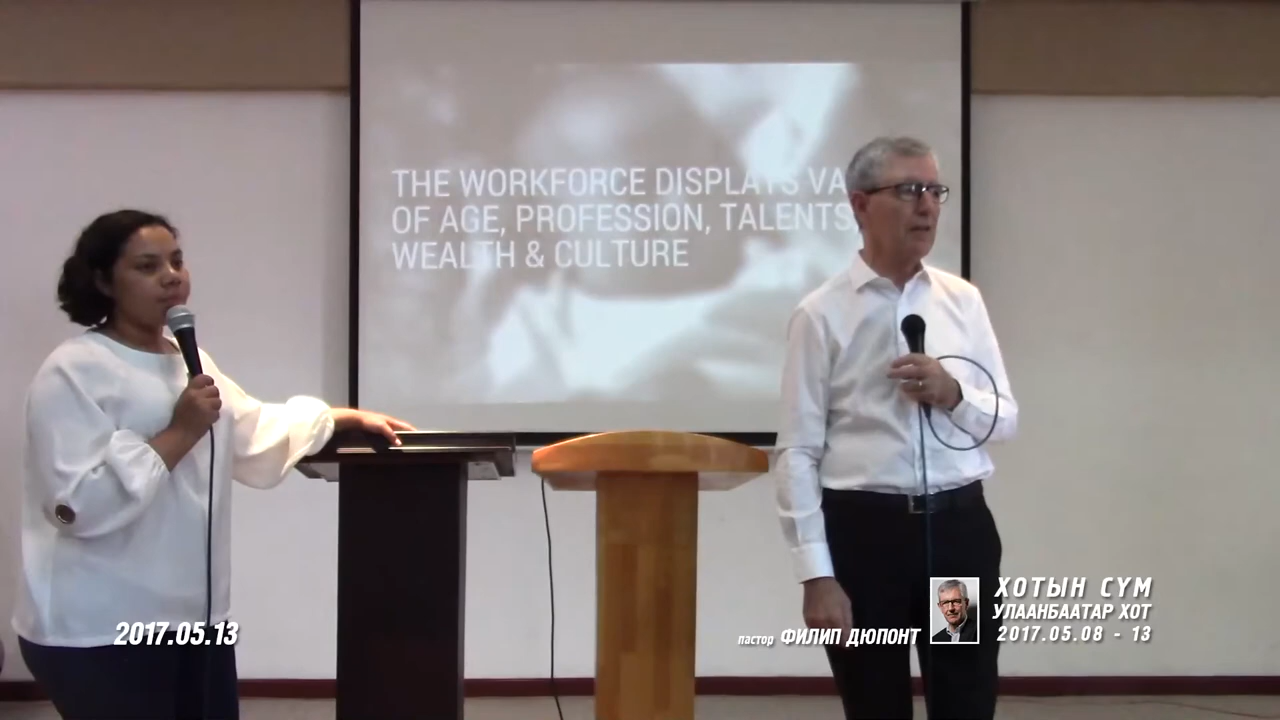 THE WORKFORCE DISPLAYS VA
OF AGE, PROFESSION, TALENTS,
WEALTH & CULTURE
2017.05.13
пастор ФИЛИП ДЮПОНТ
ХОТЫН СҮМ
УЛААНБААТАР ХОТ
2017.05.08 - 13